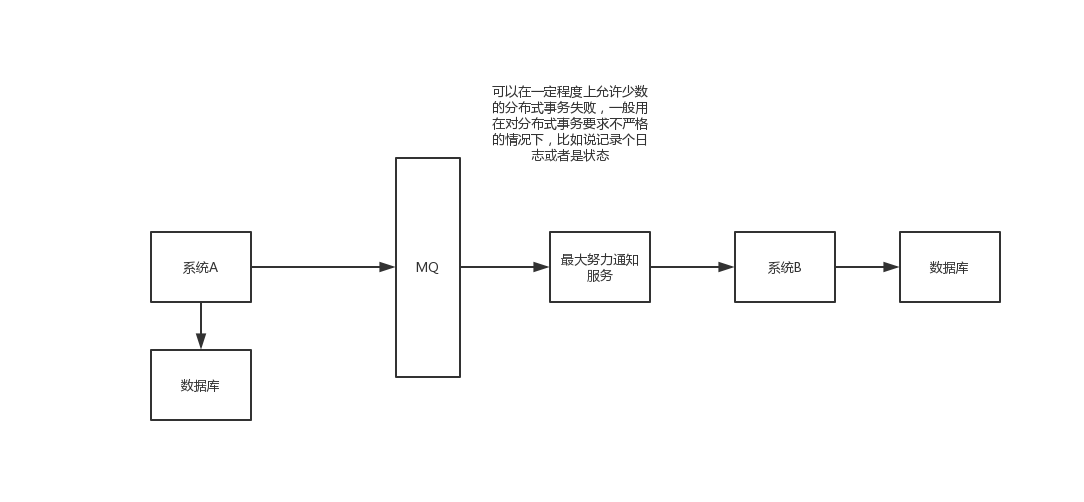 可以在一定程度上允许少数
的分布式事务失败，一般用
在对分布式事务要求不严格
的情况下，比如说记录个日
志或者是状态
系统A
MQ
最大努力通知
服务
系统B
数据库
数据库